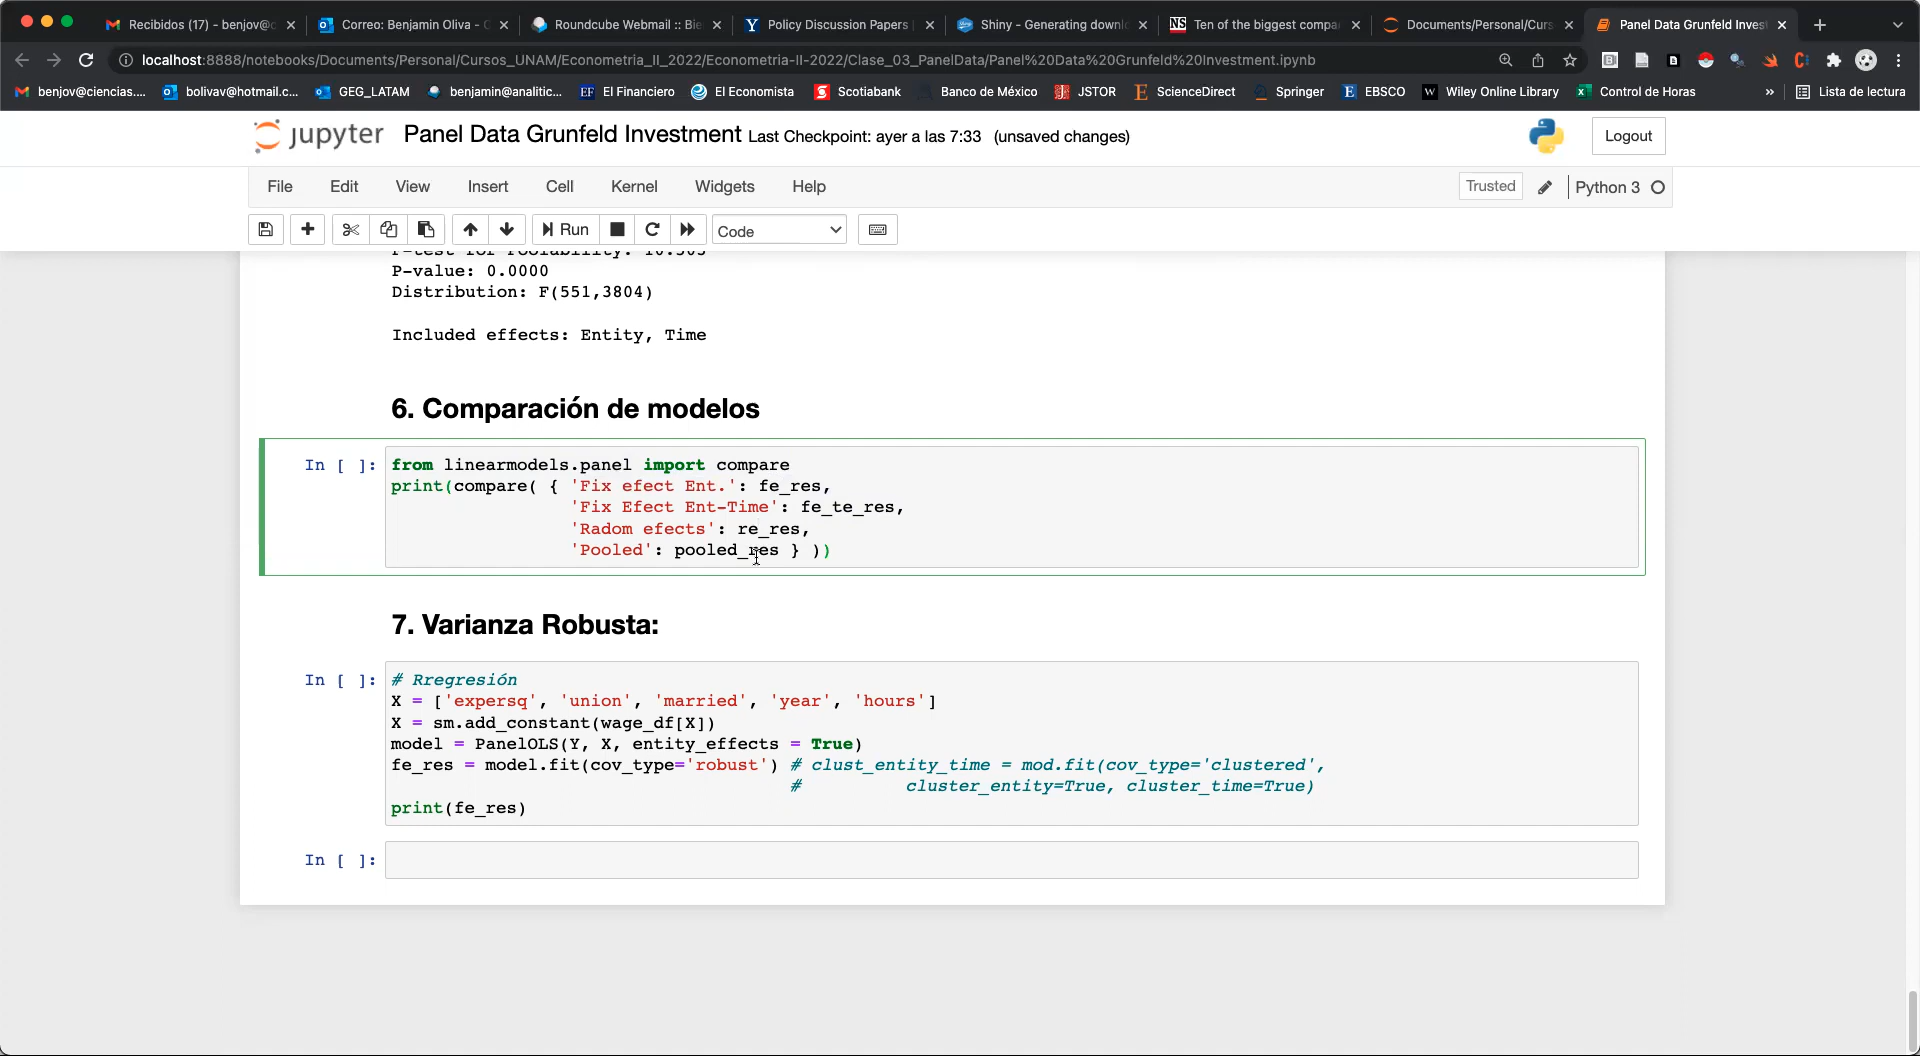 Recibidos (17) - benjov@c
Correo: Benjamin Oliva - C
Roundcube Webmail :: Bie
Policy Discussion Papers
Shiny - Generating downl
Ten of the biggest compa
Documents/Personal/Curs
Panel Data Grunfeld Invest
localhost:8888/notebooks/Documents/Personal/Cursos_UNAM/Econometria_II_2022/Econometria-II-2022/Clase_03_PanelData/Panel%20Data%20Grunfeld%20Investment.ipynb
benjov@ciencias.... bolivav@hotmail.c... GEG_LATAM benjamin@analitic... El Financiero El Economista Scotiabank Banco de México JSTOR ScienceDirect Springer EBSCO Wiley Online Library Control de Horas » Lista de lectura
jupyter Panel Data Grunfeld Investment Last Checkpoint: ayer a las 7:33 (unsaved changes) Logout
File Edit View Insert Cell Kernel Widgets Help Trusted Python 3
Run Code
P-value: 0.0000
Distribution: F(551,3804)
Included effects: Entity, Time
6. Comparación de modelos
In [ ]: from linearmodels.panel import compare
print(compare( { 'Fix efect Ent.': fe_res,
'Fix Efect Ent-Time': fe_te_res,
'Radom efects': re_res,
'Pooled': pooled_res } ))
7. Varianza Robusta:
In [ ]: # Rregresión
X = ['expersq', 'union', 'married', 'year', 'hours']
X = sm.add_constant(wage_df[X])
model = PanelOLS(Y, X, entity_effects = True)
fe_res = model.fit(cov_type='robust') # clust_entity_time = mod.fit(cov_type='clustered',
# cluster_entity=True, cluster_time=True)
print(fe_res)
In [ ]: